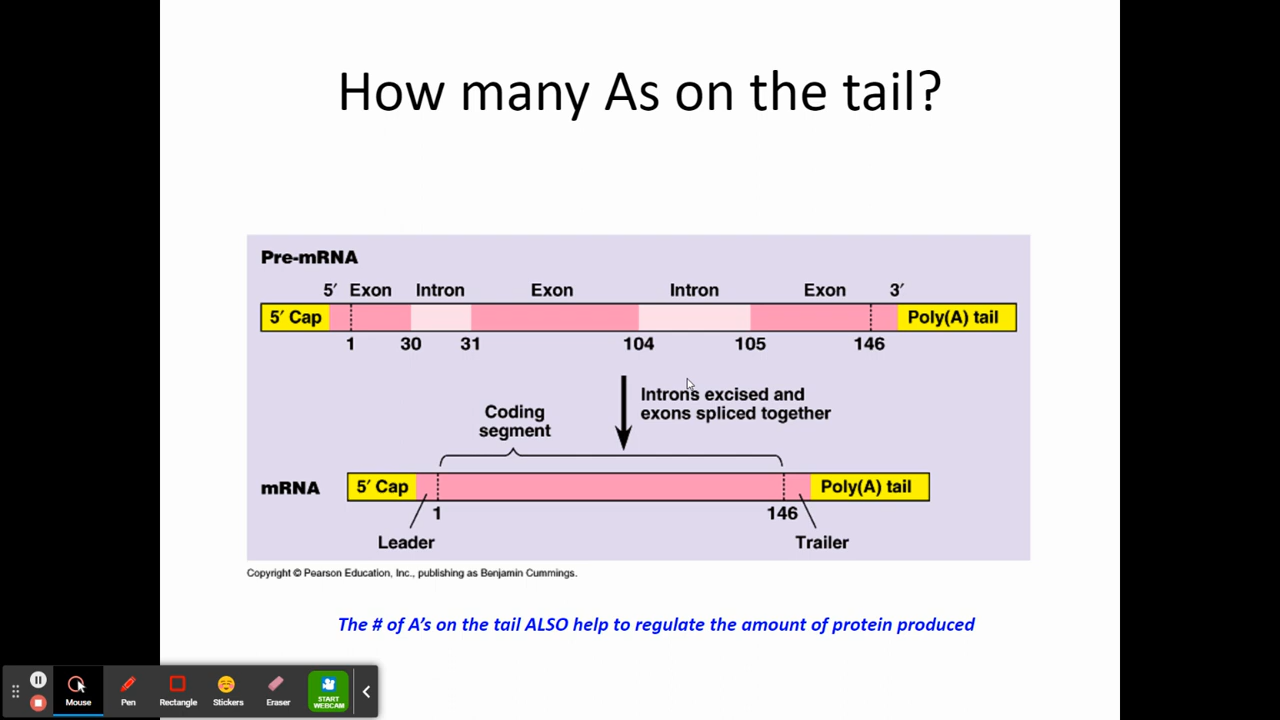 How many As on the tail?
Pre-mRNA
5′ Exon Intron Exon Intron Exon 3′
5′ Cap Poly(A) tail
1 30 31 104 105 146
Introns excised and
exons spliced together
Coding
segment
mRNA 5′ Cap Poly(A) tail
1 146
Leader Trailer
Copyright © Pearson Education, Inc., publishing as Benjamin Cummings.
The # of A’s on the tail ALSO help to regulate the amount of protein produced
Mouse Pen Rectangle Stickers Eraser START
WEBCAM